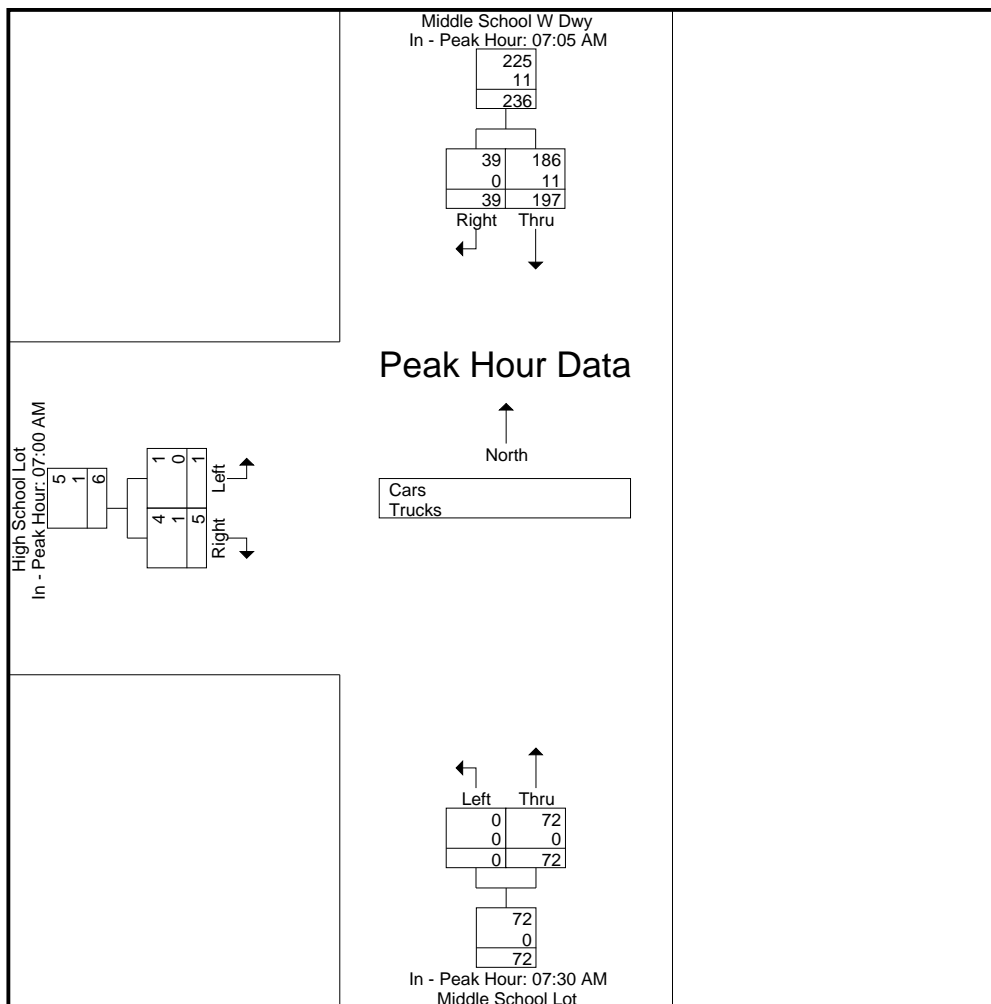 Middle School W Dwy
In - Peak Hour: 07:05 AM
225
11
236
39 186
0 11
39 197
Right Thru
Peak Hour Data
North
Cars
Trucks
High School Lot
In - Peak Hour: 07:00 AM
5
1
6
1 4
0 1
1 5
Left Right
Left Thru
0 72
0 0
0 72
72
0
72
In - Peak Hour: 07:30 AM
Middle School Lot